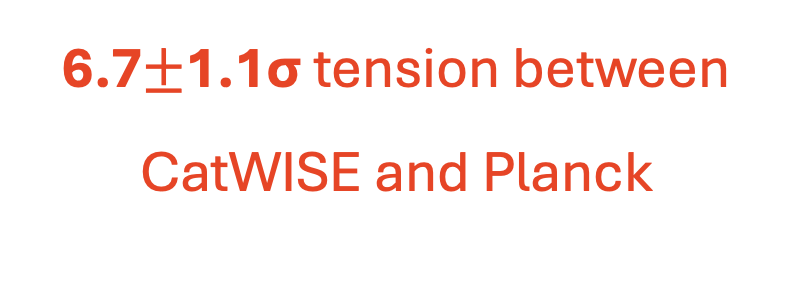 6.7±1.1σ tension between
CatWISE and Planck